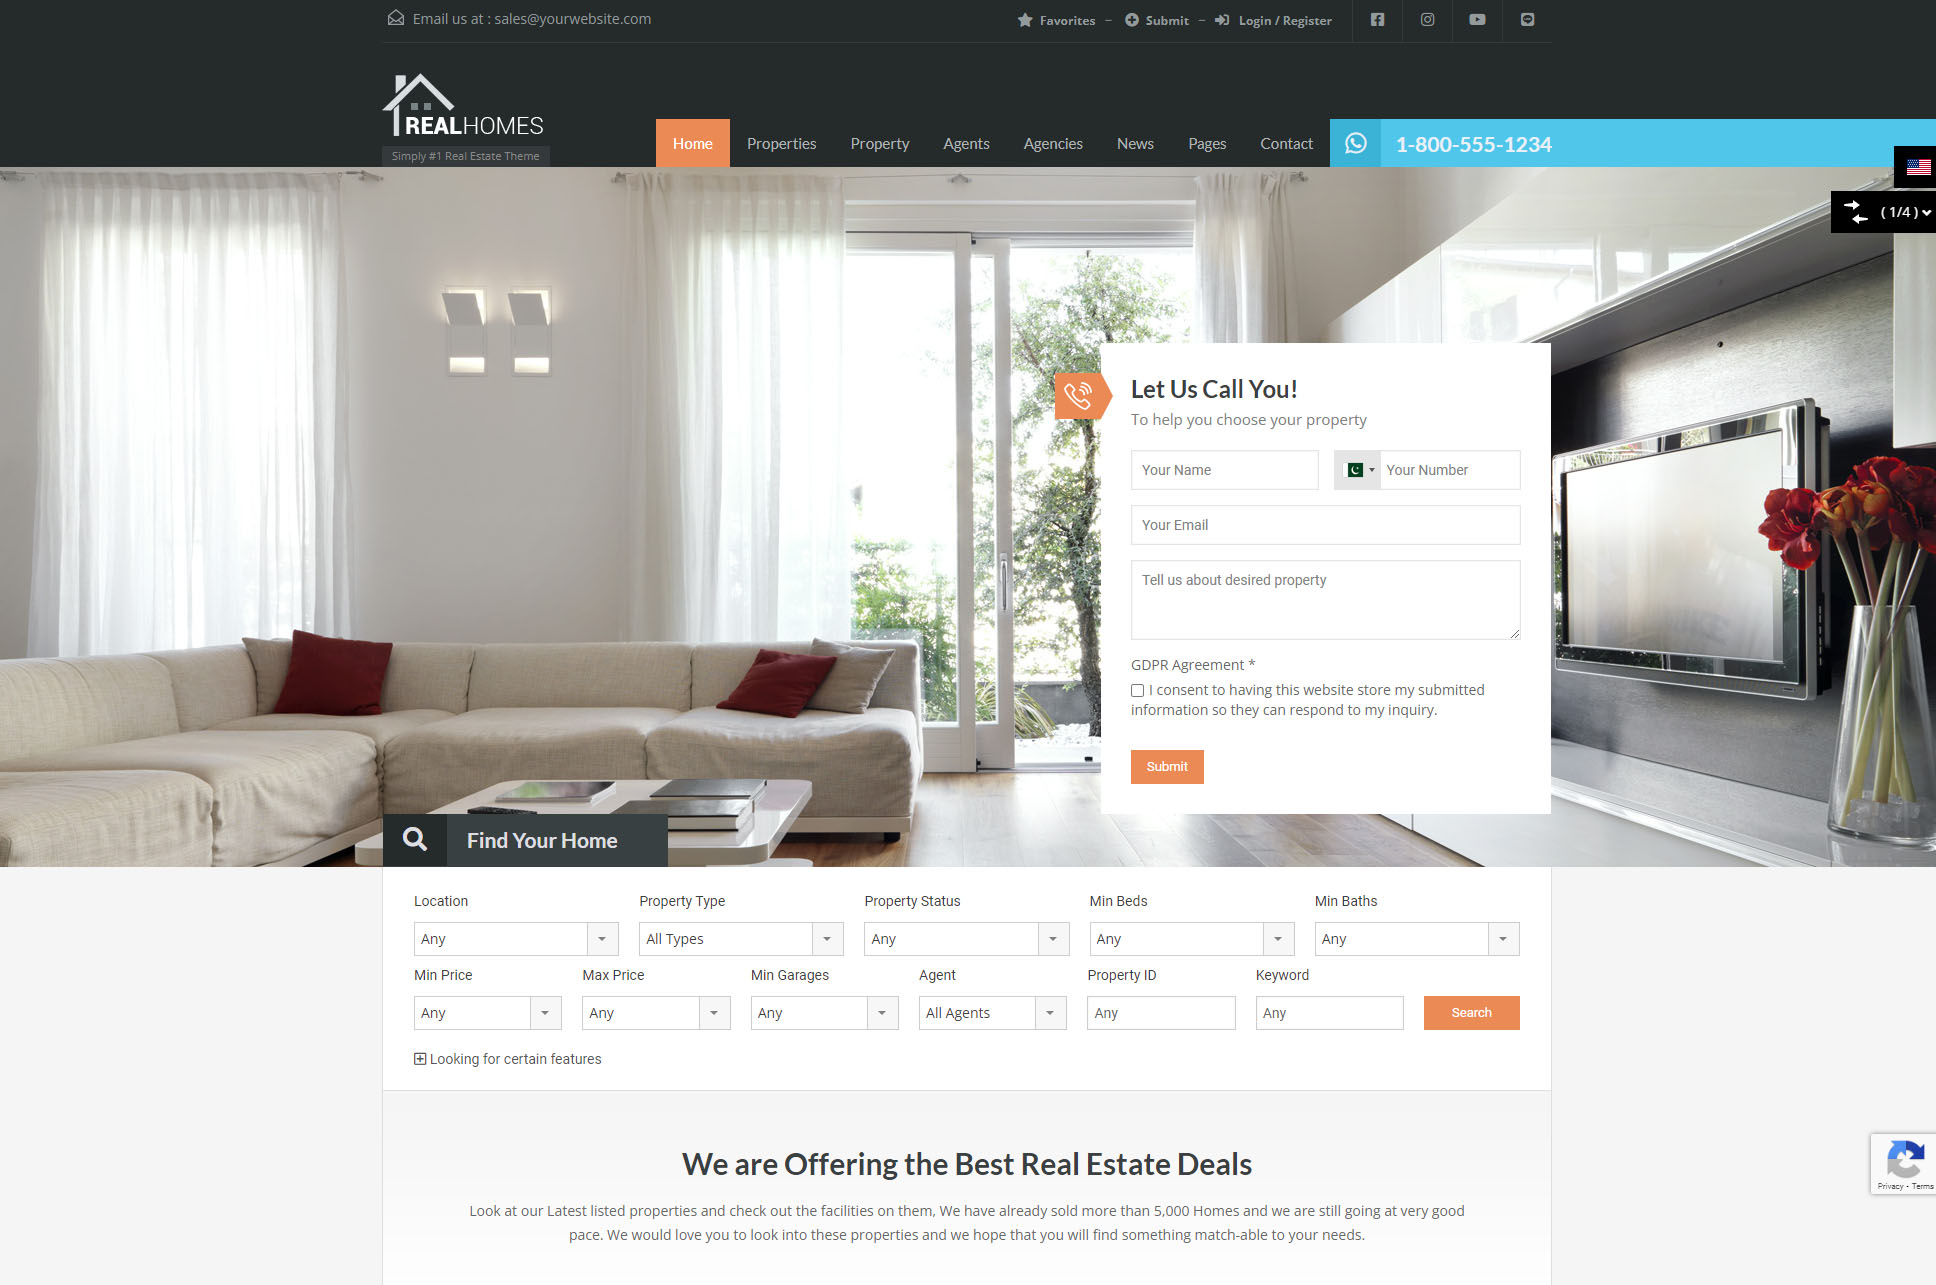 Email us at : sales@yourwebsite.com
Favorites – Submit – Login / Register
REALHOMES
Simply #1 Real Estate Theme
Home Properties Property Agents Agencies News Pages Contact
1-800-555-1234
( 1/4 )
Let Us Call You!
To help you choose your property
Your Name
Your Number
Your Email
Tell us about desired property
GDPR Agreement *
I consent to having this website store my submitted
information so they can respond to my inquiry.
Submit
Find Your Home
Location Property Type Property Status Min Beds Min Baths
Any All Types Any Any Any
Min Price Max Price Min Garages Agent Property ID Keyword
Any Any Any All Agents Any Any Search
Looking for certain features
We are Offering the Best Real Estate Deals
Look at our Latest listed properties and check out the facilities on them, We have already sold more than 5,000 Homes and we are still going at very good
pace. We would love you to look into these properties and we hope that you will find something match-able to your needs.
Privacy - Terms